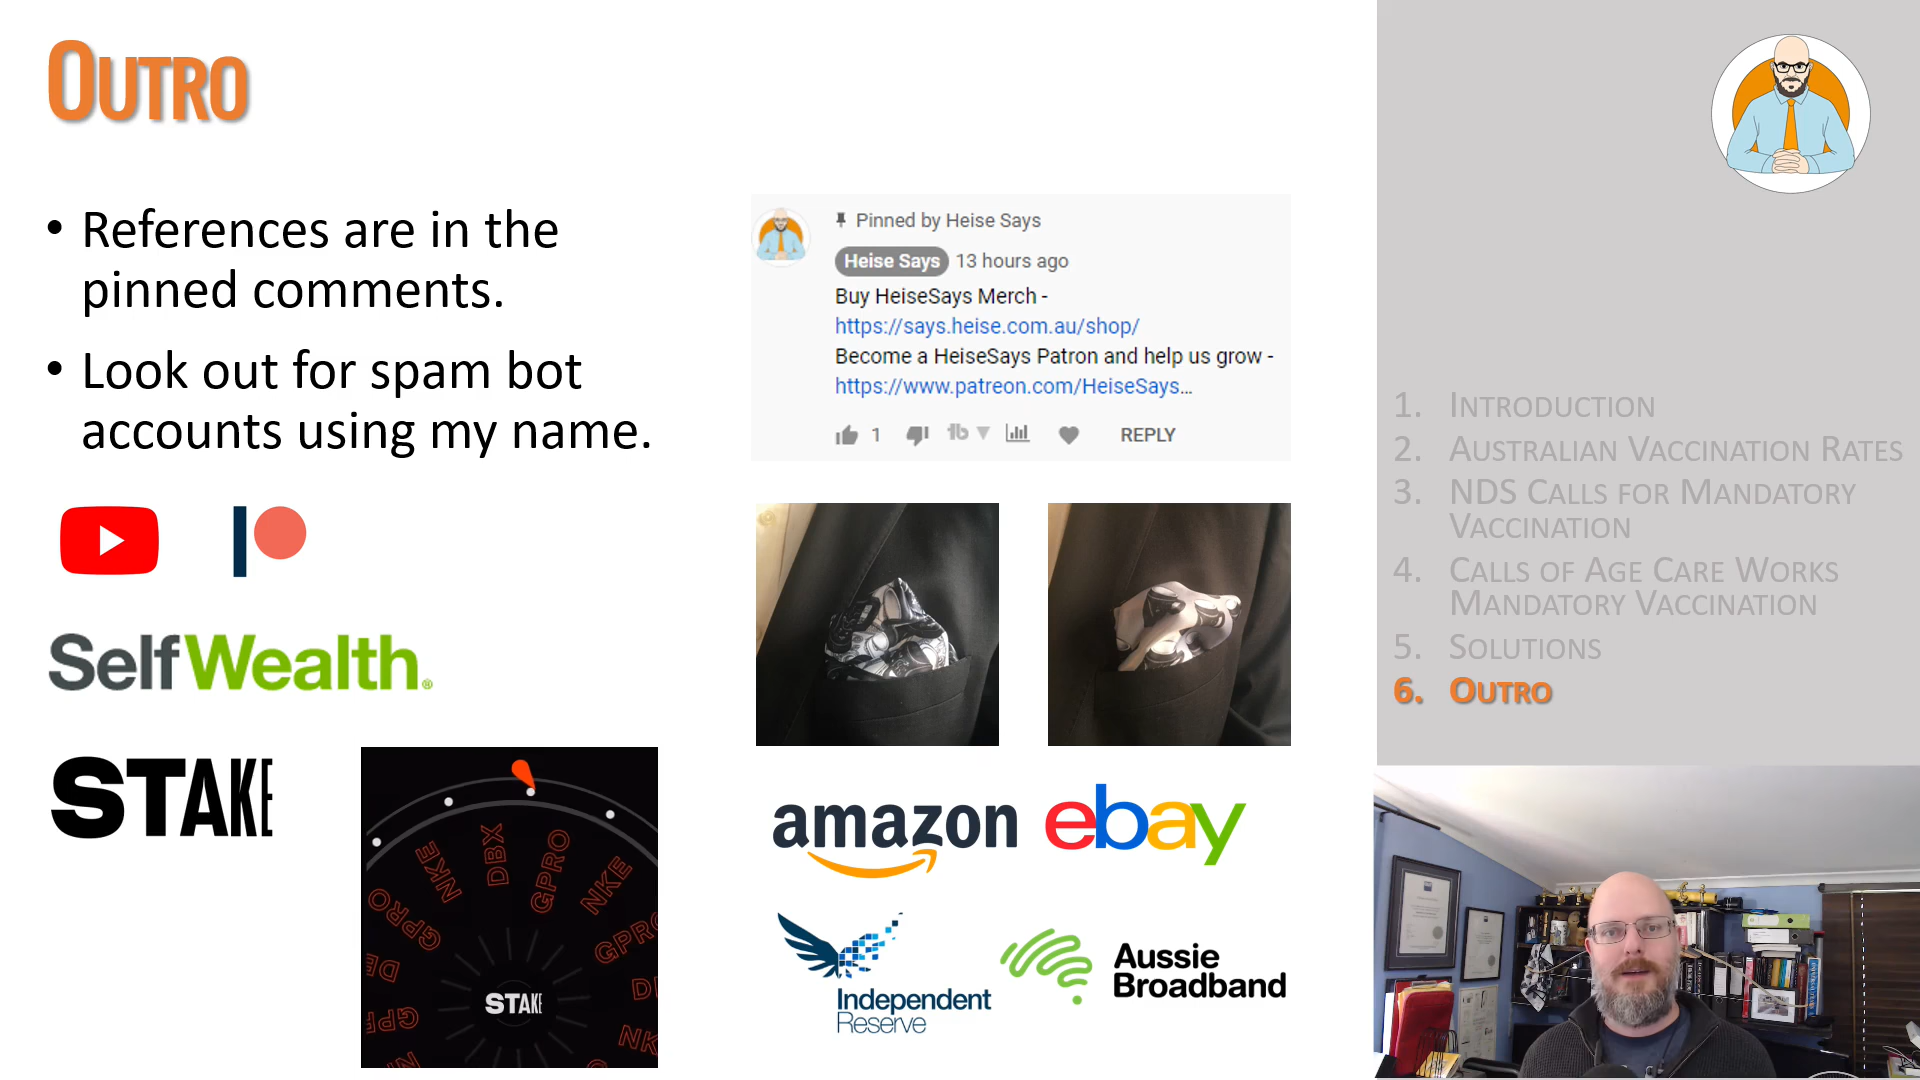 OUTRO
• References are in the
pinned comments.
• Look out for spam bot
accounts using my name.
SelfWealth®
STAKE
NKE
DBX
GPRO
NKE
GPRO
STAKE
Pinned by Heise Says
Heise Says 13 hours ago
Buy HeiseSays Merch -
https://says.heise.com.au/shop/
Become a HeiseSays Patron and help us grow -
https://www.patreon.com/HeiseSays...
1 REPLY
amazon ebay
Independent
Reserve
Aussie
Broadband
1. INTRODUCTION
2. AUSTRALIAN VACCINATION RATES
3. NDS CALLS FOR MANDATORY
VACCINATION
4. CALLS OF AGE CARE WORKS
MANDATORY VACCINATION
5. SOLUTIONS
6. OUTRO